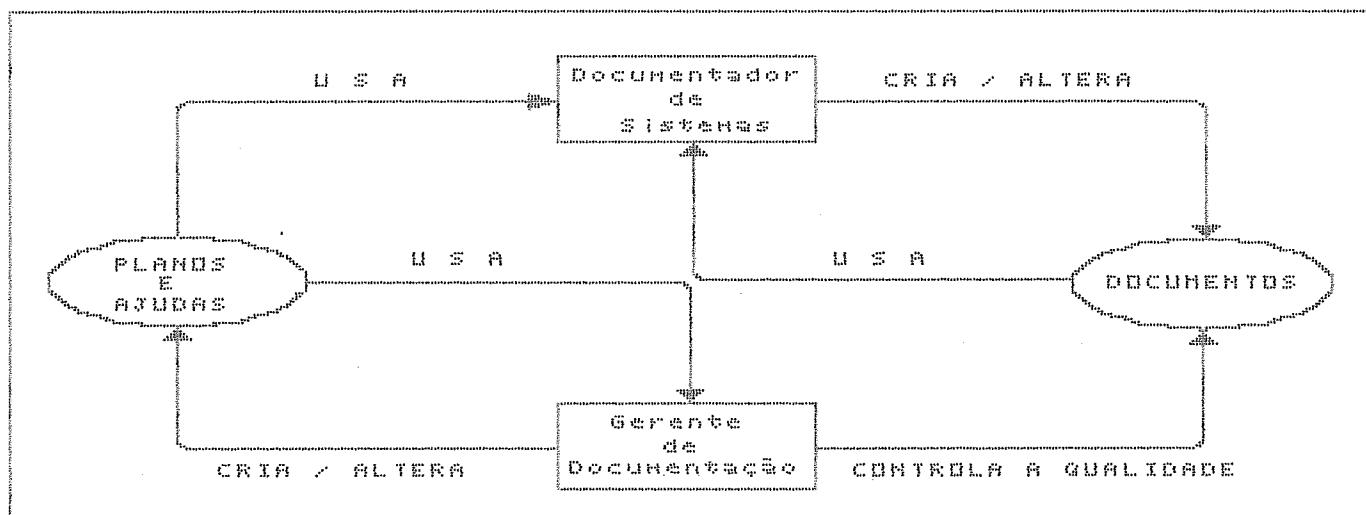 U S A
Documentador
de
Sistemas
CRIA / ALTERA
PLANOS
E
AJUDAS
U S A
U S A
DOCUMENTOS
Gerente
de
Documentação
CRIA / ALTERA
CONTROLA A QUALIDADE